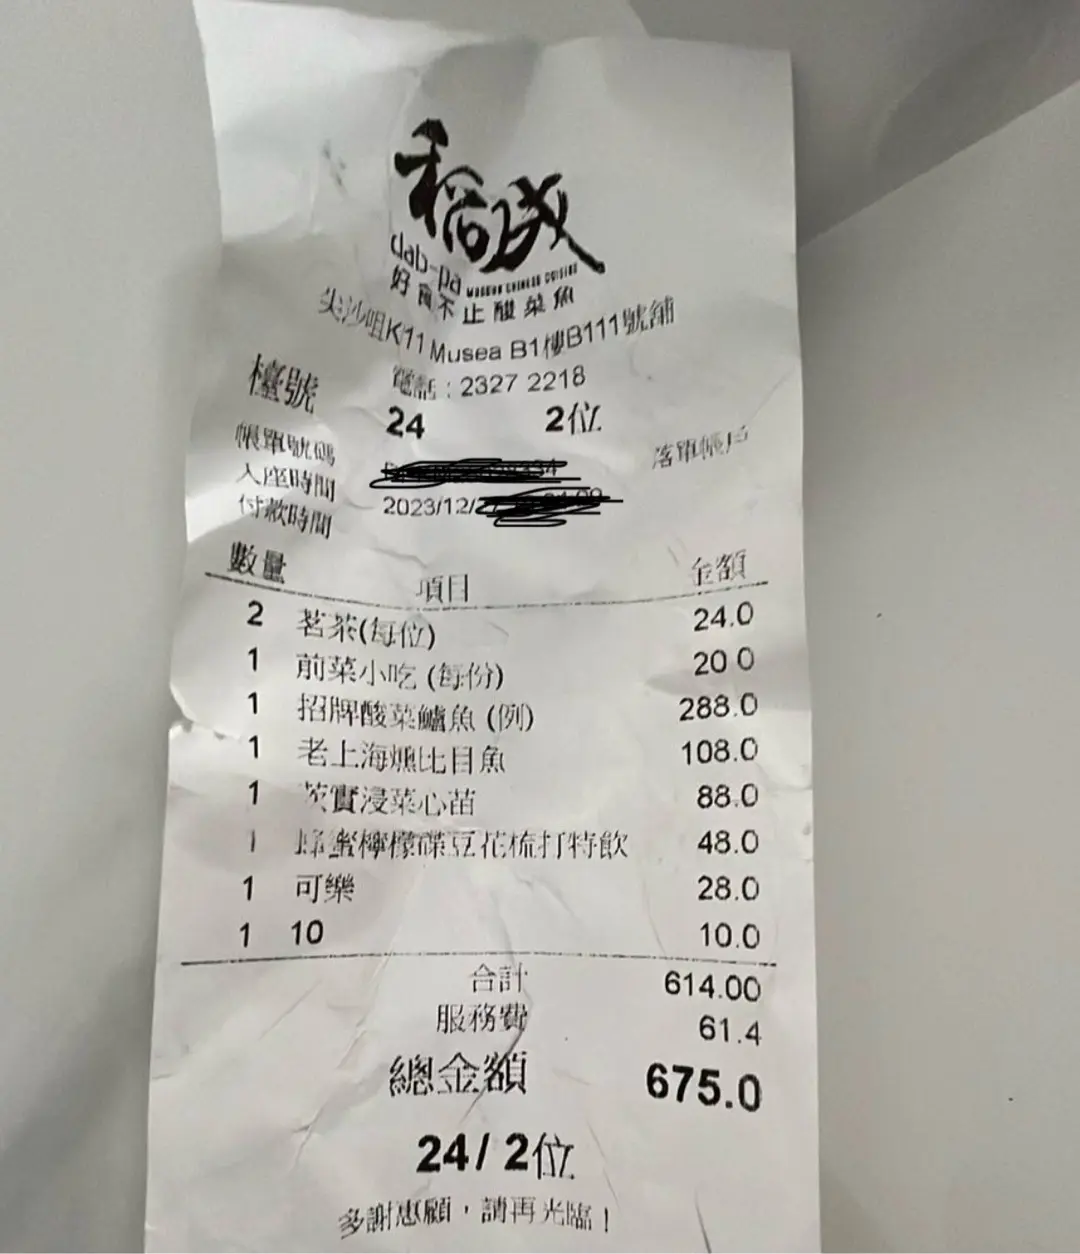 稻成
dab-pa
MODERN CHINESE CUISINE
好食不止酸菜魚
尖沙咀K11 Musea B1樓B111號舖
電話：2327 2218
檯號 24 2位
帳單號碼 落單帳戶
入座時間 2023/12/
付款時間
數量 項目 金額
2 茗茶(每位) 24.0
1 前菜小吃 (每份) 20 0
1 招牌酸菜鱸魚 (例) 288.0
1 老上海燻比目魚 108.0
1 芡實浸菜心苗 88.0
1 蜂蜜檸檬碟豆花梳打特飲 48.0
1 可樂 28.0
1 10 10.0
合計 614.00
服務費 61.4
總金額 675.0
24/ 2位
多謝惠顧，請再光臨！